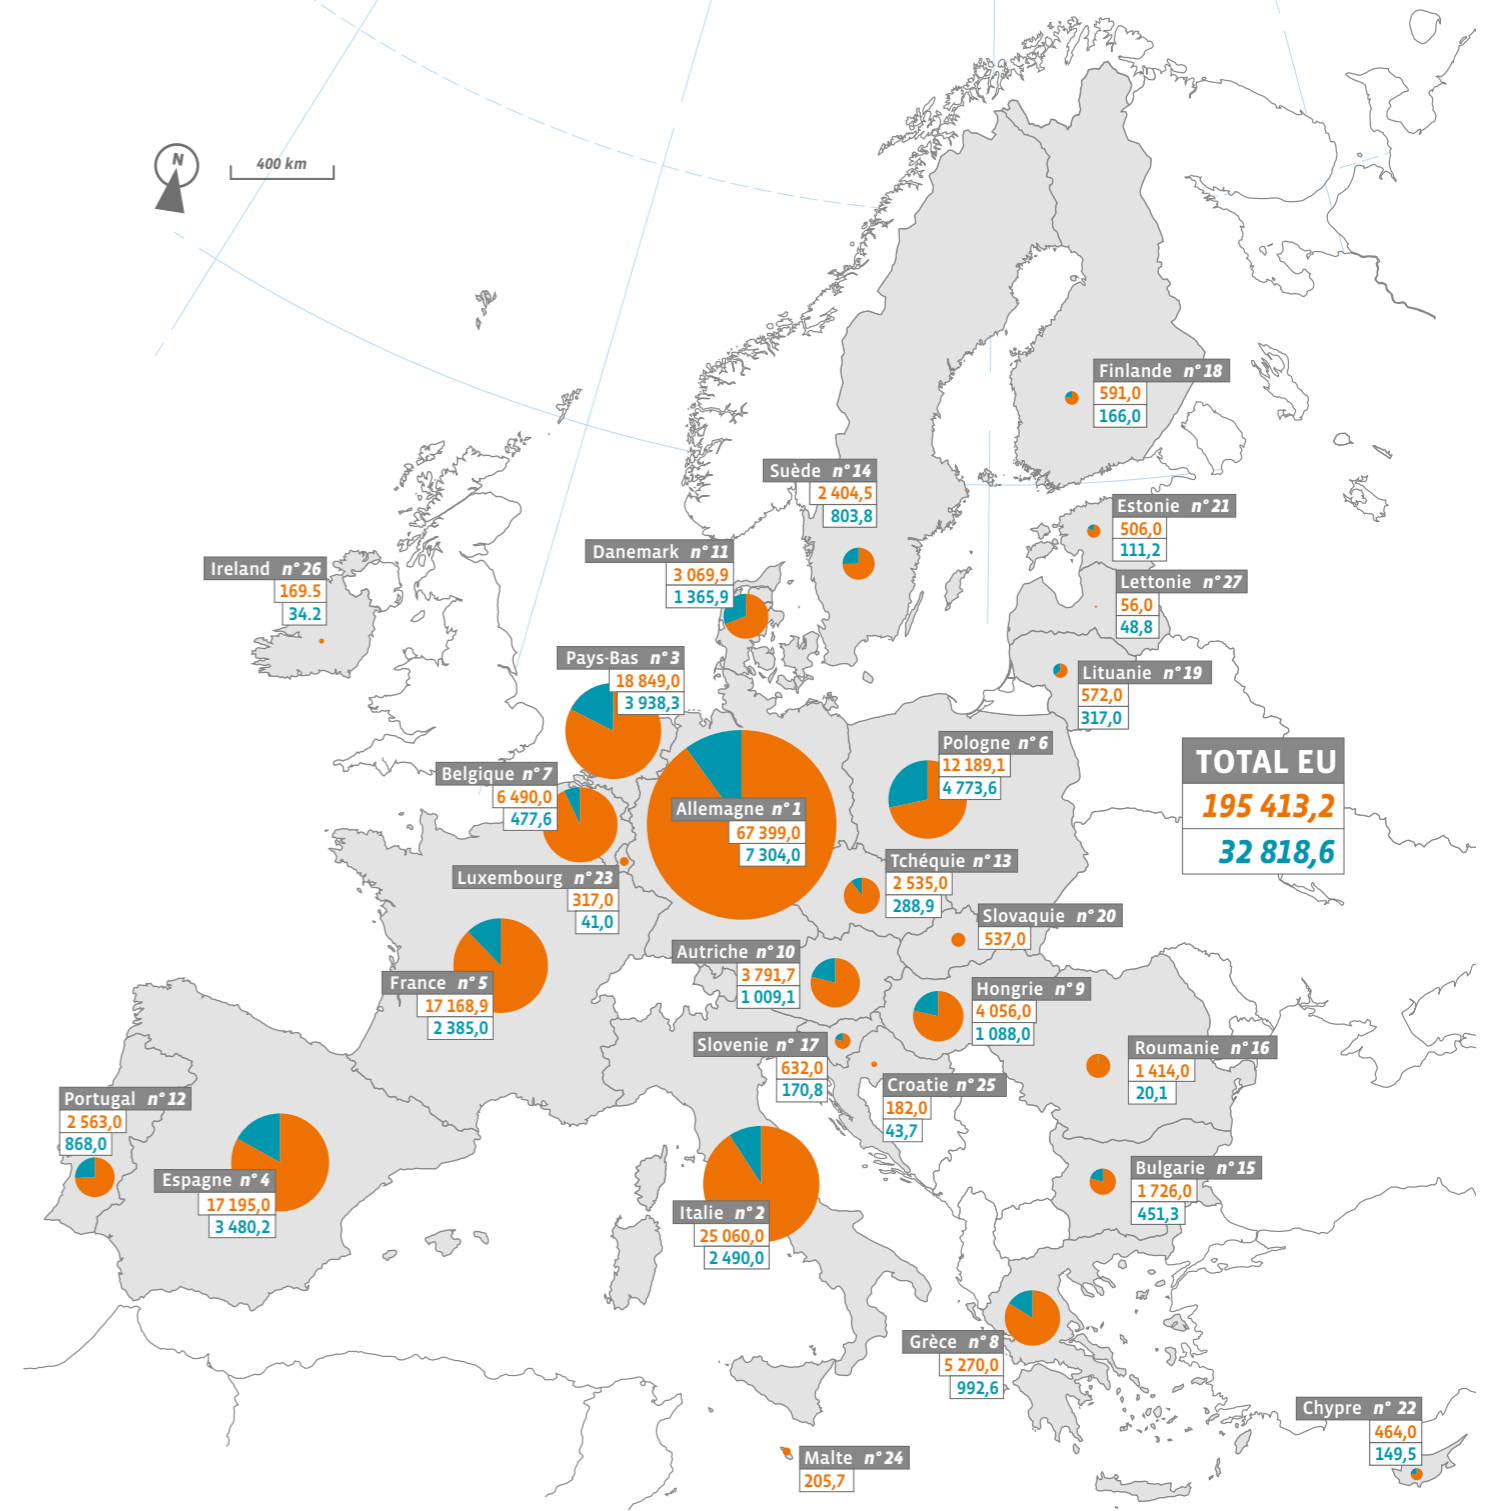 N
400 km
Finlande n° 18
591,0
166,0
Suède n° 14
2 404,5
803,8
Estonie n° 21
506,0
111,2
Danemark n° 11
3 069,9
1 365,9
Ireland n° 26
169.5
34.2
Lettonie n° 27
56,0
48,8
Pays-Bas n° 3
18 849,0
3 938,3
Lituanie n° 19
572,0
317,0
Pologne n° 6
12 189,1
4 773,6
TOTAL EU
195 413,2
32 818,6
Belgique n° 7
6 490,0
477,6
Allemagne n° 1
67 399,0
7 304,0
Tchéquie n° 13
2 535,0
288,9
Luxembourg n° 23
317,0
41,0
Slovaquie n° 20
537,0
Autriche n° 10
3 791,7
1 009,1
France n° 5
17 168,9
2 385,0
Hongrie n° 9
4 056,0
1 088,0
Slovenie n° 17
632,0
170,8
Roumanie n° 16
1 414,0
20,1
Croatie n° 25
182,0
43,7
Portugal n° 12
2 563,0
868,0
Espagne n° 4
17 195,0
3 480,2
Bulgarie n° 15
1 726,0
451,3
Italie n° 2
25 060,0
2 490,0
Grèce n° 8
5 270,0
992,6
Chypre n° 22
464,0
149,5
Malte n° 24
205,7